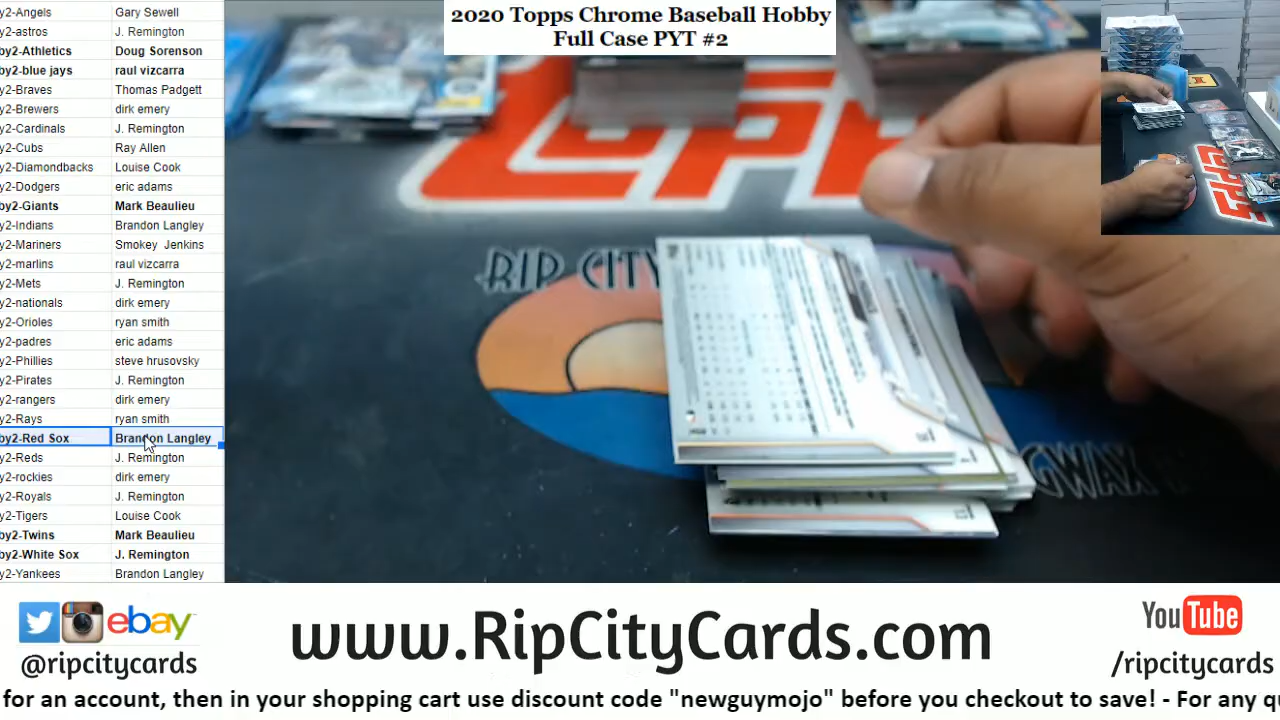 2020 Topps Chrome Baseball Hobby
Full Case PYT #2
y2-Angels Gary Sewell
y2-astros J. Remington
by2-Athletics Doug Sorenson
by2-blue jays raul vizcarra
y2-Braves Thomas Padgett
y2-Brewers dirk emery
y2-Cardinals J. Remington
y2-Cubs Ray Allen
y2-Diamondbacks Louise Cook
y2-Dodgers eric adams
by2-Giants Mark Beaulieu
y2-Indians Brandon Langley
y2-Mariners Smokey Jenkins
y2-marlins raul vizcarra
y2-Mets J. Remington
y2-nationals dirk emery
y2-Orioles ryan smith
y2-padres eric adams
y2-Phillies steve hrusovsky
y2-Pirates J. Remington
y2-rangers dirk emery
y2-Rays ryan smith
by2-Red Sox Brandon Langley
y2-Reds J. Remington
y2-rockies dirk emery
y2-Royals J. Remington
y2-Tigers Louise Cook
by2-Twins Mark Beaulieu
by2-White Sox J. Remington
y2-Yankees Brandon Langley
RIP CITY
GWAX
ebay
@ripcitycards
www.RipCityCards.com
YouTube
/ripcitycards
for an account, then in your shopping cart use discount code "newguymojo" before you checkout to save! - For any qu